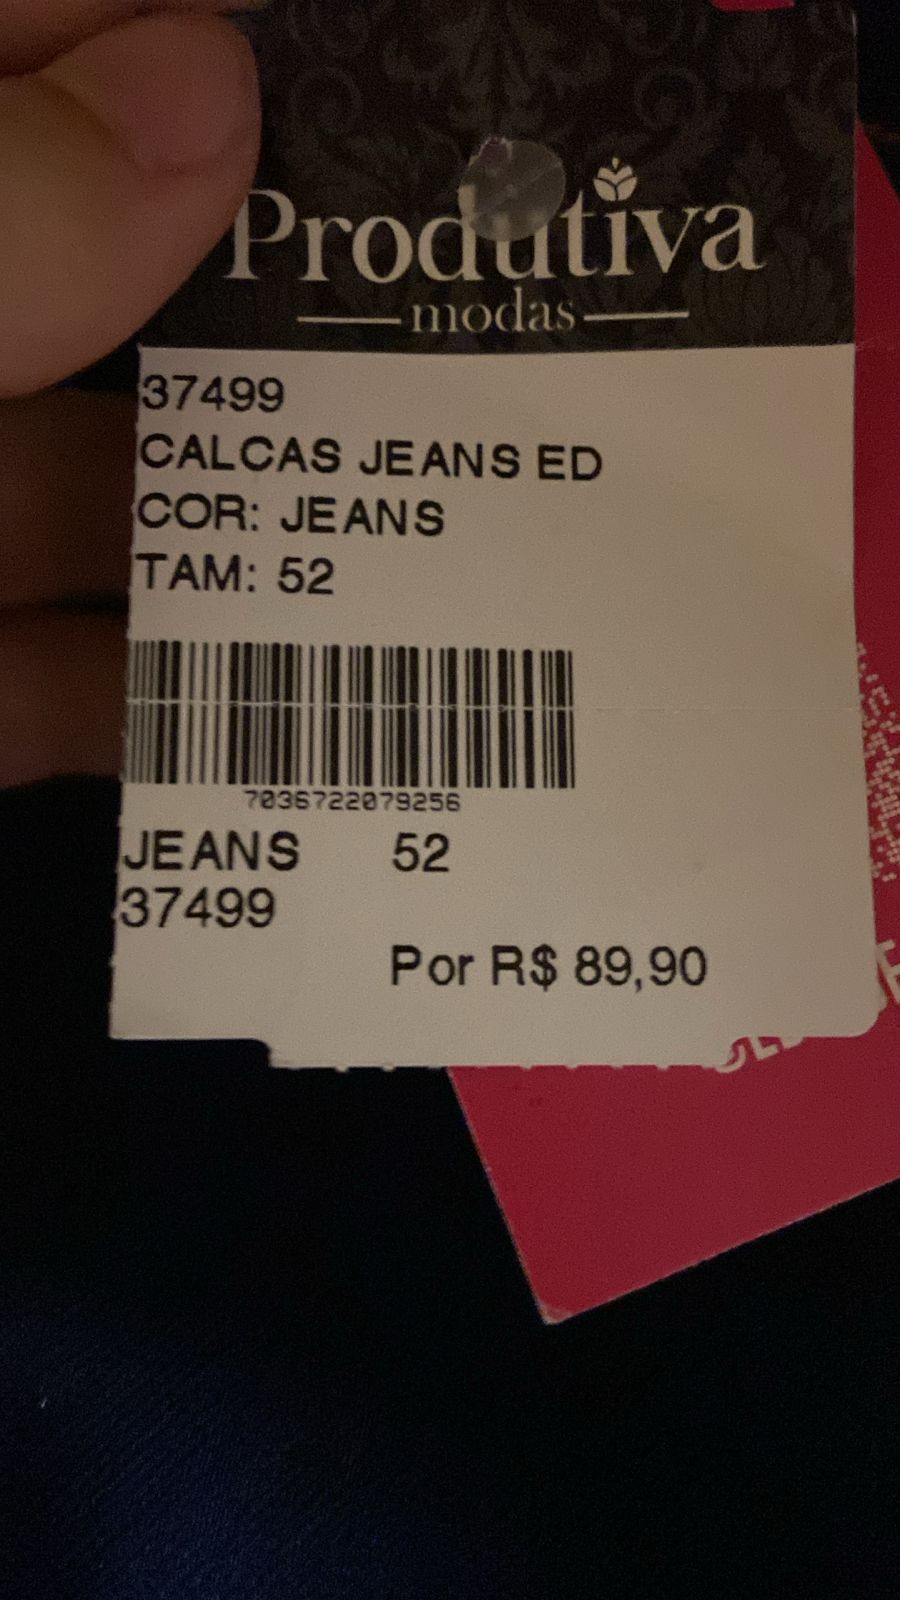 Produtiva
modas
37499
CALCAS JEANS ED
COR: JEANS
TAM: 52
7036722079256
JEANS 52
37499
Por R$ 89,90